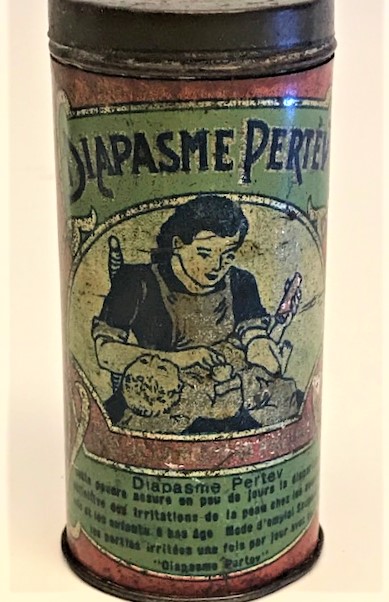 DIAPASME PERTEV
Diapasme Pertev
poudre assure en peu de jours la
des irritations de la peau chez les
et les enfants à bas âge Mode d'emploi
les parties irritées une fois par jour avec
"Diapasme Pertev"